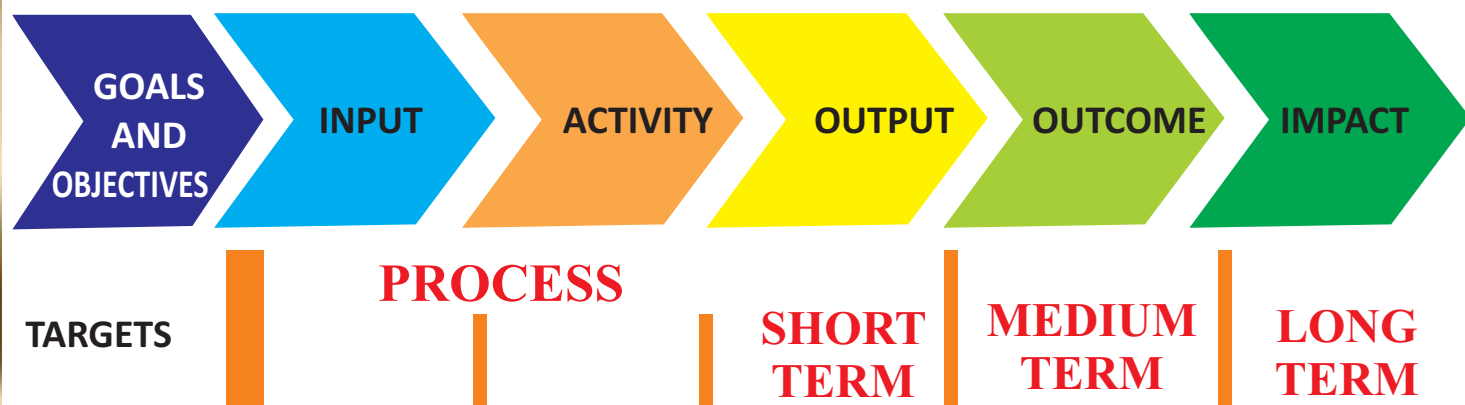 GOALS
AND
OBJECTIVES
INPUT
ACTIVITY
OUTPUT
OUTCOME
IMPACT
TARGETS
PROCESS
SHORT
TERM
MEDIUM
TERM
LONG
TERM